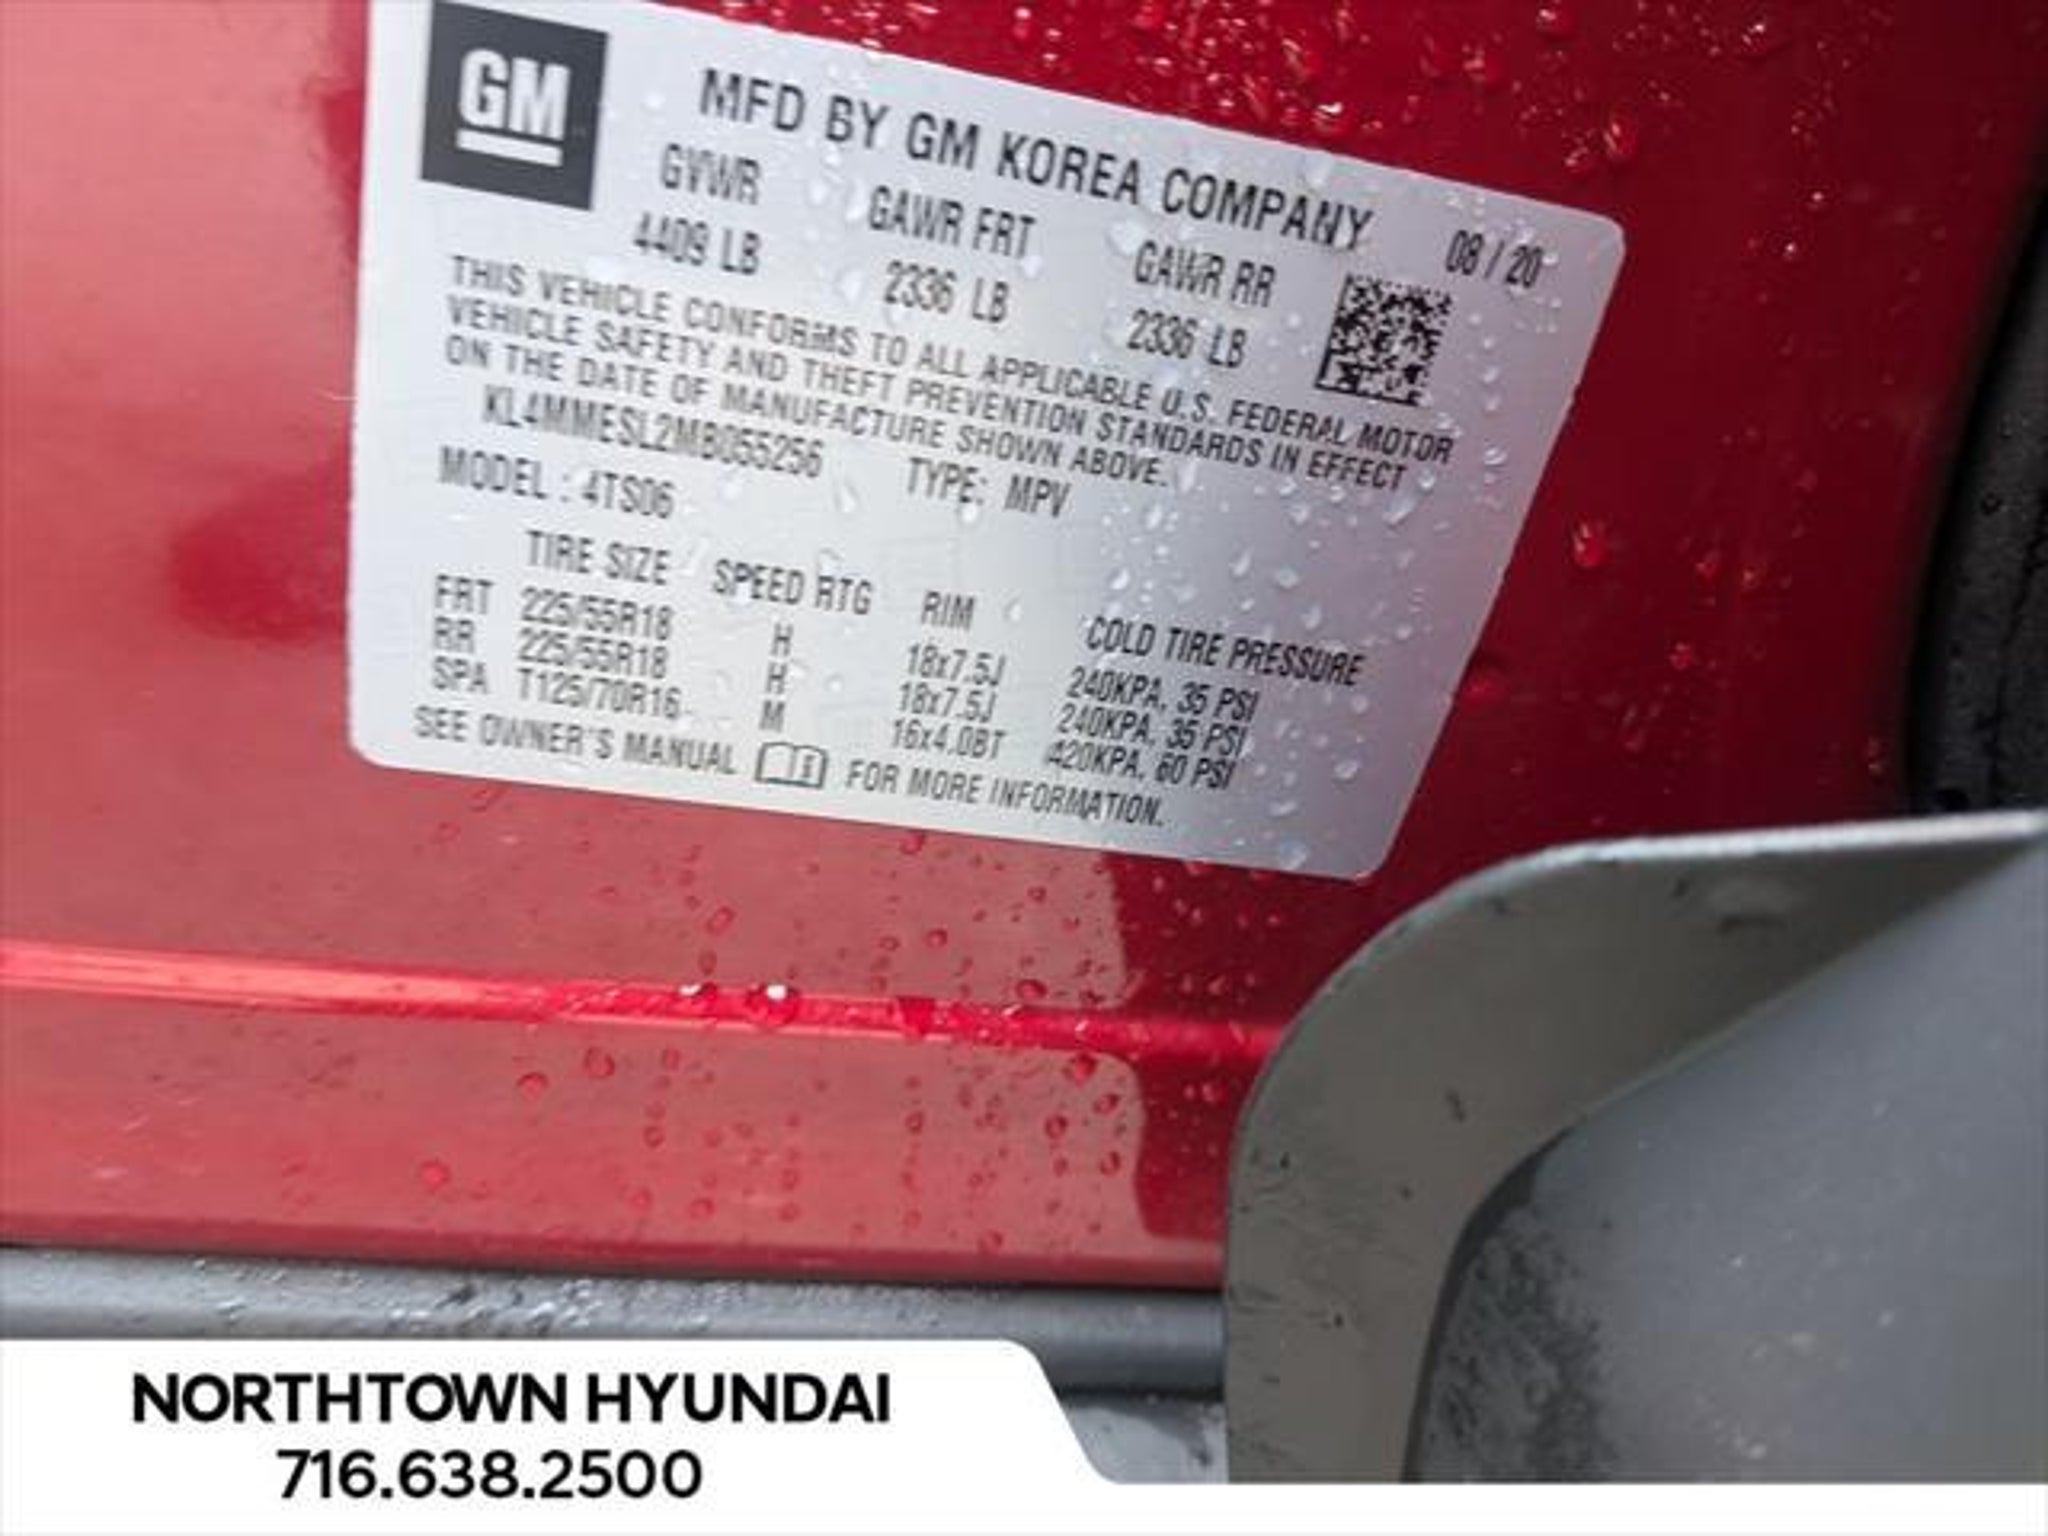 GM
MFD BY GM KOREA COMPANY
08 / 20
GVWR GAWR FRT GAWR RR
4409 LB 2336 LB 2336 LB
THIS VEHICLE CONFORMS TO ALL APPLICABLE U.S. FEDERAL MOTOR
VEHICLE SAFETY AND THEFT PREVENTION STANDARDS IN EFFECT
ON THE DATE OF MANUFACTURE SHOWN ABOVE.
KL4MMESL2MB055256 TYPE: MPV
MODEL : 4TS06
TIRE SIZE SPEED RTG RIM COLD TIRE PRESSURE
FRT 225/55R18 H 18x7.5J 240KPA, 35 PSI
RR 225/55R18 H 18x7.5J 240KPA, 35 PSI
SPA T125/70R16 M 16x4.0BT 420KPA, 60 PSI
SEE OWNER'S MANUAL FOR MORE INFORMATION.
NORTHTOWN HYUNDAI
716.638.2500